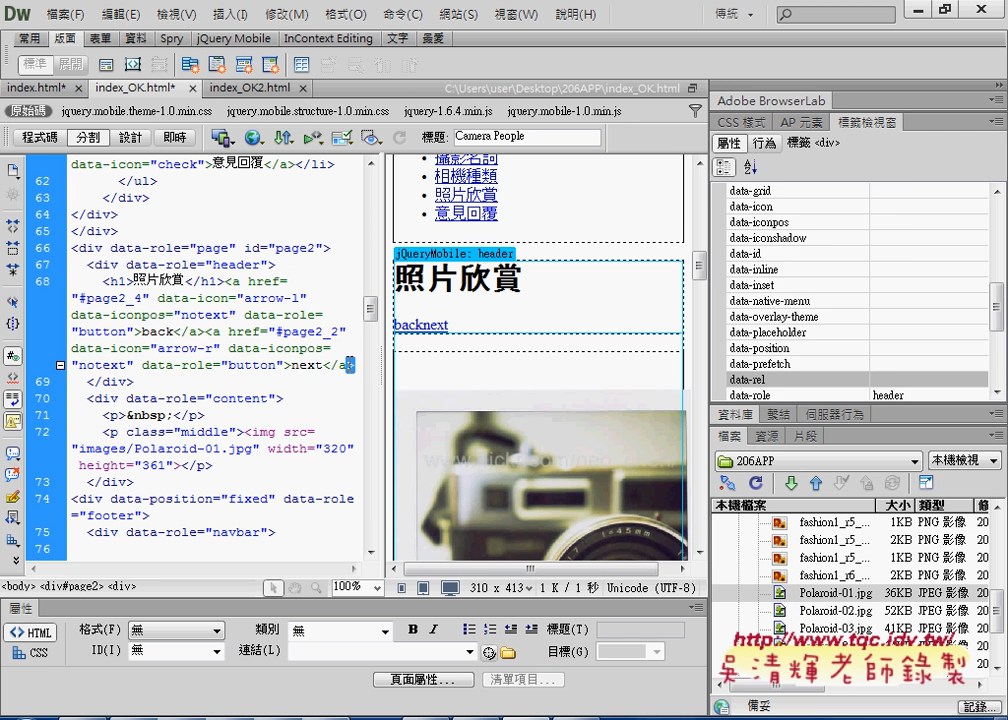 Dw 檔案(F) 編輯(E) 檢視(V) 插入(I) 修改(M) 格式(O) 命令(C) 網站(S) 視窗(W) 說明(H) 傳統
常用 版面 表單 資料 Spry jQuery Mobile InContext Editing 文字 我最愛
標準 展開
index.html* index_OK.html* index_OK2.html C:\Users\user\Desktop\206APP\index_OK.html
原始碼 jquery.mobile.theme-1.0.min.css jquery.mobile.structure-1.0.min.css jquery-1.6.4.min.js jquery.mobile-1.0.min.js
程式碼 分割 設計 即時 標題: Camera People
data-icon="check">意見回覆</a></li>
62 </ul>
63 </div>
64 </div>
65 </div>
66 <div data-role="page" id="page2">
67 <div data-role="header">
68 <h1>照片欣賞</h1><a href=
"#page2_4" data-icon="arrow-l"
data-iconpos="notext" data-role=
"button">back</a><a href="#page2_2"
data-icon="arrow-r" data-iconpos=
"notext" data-role="button">next</a>
69 </div>
70 <div data-role="content">
71 <p>&nbsp;</p>
72 <p class="middle"><img src=
"images/Polaroid-01.jpg" width="320"
height="361"></p>
73 </div>
74 <div data-position="fixed" data-role
="footer">
75 <div data-role="navbar">
76
攝影名詞
相機種類
照片欣賞
意見回覆
jQueryMobile: header
照片欣賞
backnext
f=45mm
Adobe BrowserLab
CSS 樣式 AP 元素 標籤檢視窗
屬性 行為 標籤 <div>
data-grid
data-icon
data-iconpos
data-iconshadow
data-id
data-inline
data-inset
data-native-menu
data-overlay-theme
data-placeholder
data-position
data-prefetch
data-rel
data-role header
資料庫 繫結 伺服器行為
檔案 資源 片段
206APP 本機檢視
本機檔案 大小 類型 修
fashion1_r5_... 1KB PNG 影像 20
fashion1_r5_... 2KB PNG 影像 20
fashion1_r5_... 1KB PNG 影像 20
fashion1_r6_... 2KB PNG 影像 20
Polaroid-01.jpg 36KB JPEG 影像 20
Polaroid-02.jpg 52KB JPEG 影像 20
Polaroid-03.jpg 41KB JPEG 影像 20
http://www.tqc.idv.tw/
吳清輝老師錄製
備妥 記錄...
<body> <div#page2> <div> 100% 310 x 413 1 K / 1 秒 Unicode (UTF-8)
屬性
<> HTML 格式(F) 無 類別 無 B I 標題(T)
CSS ID(I) 無 連結(L) 目標(G)
頁面屬性... 清單項目...